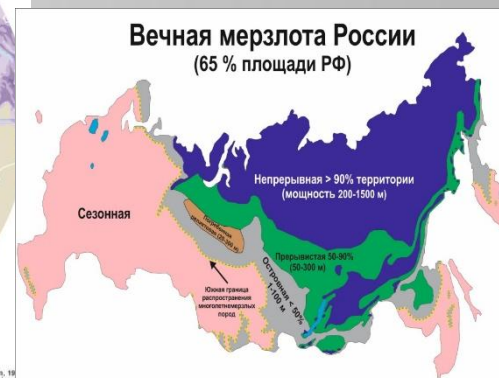 Вечная мерзлота России
(65 % площади РФ)
Непрерывная > 90% территории
(мощность 200-1500 м)
Сезонная
Прерывистая 50-90%
(50-300 м)
Островная < 50%
1-100 м
Южная граница
распространения
многолетнемерзлых
пород